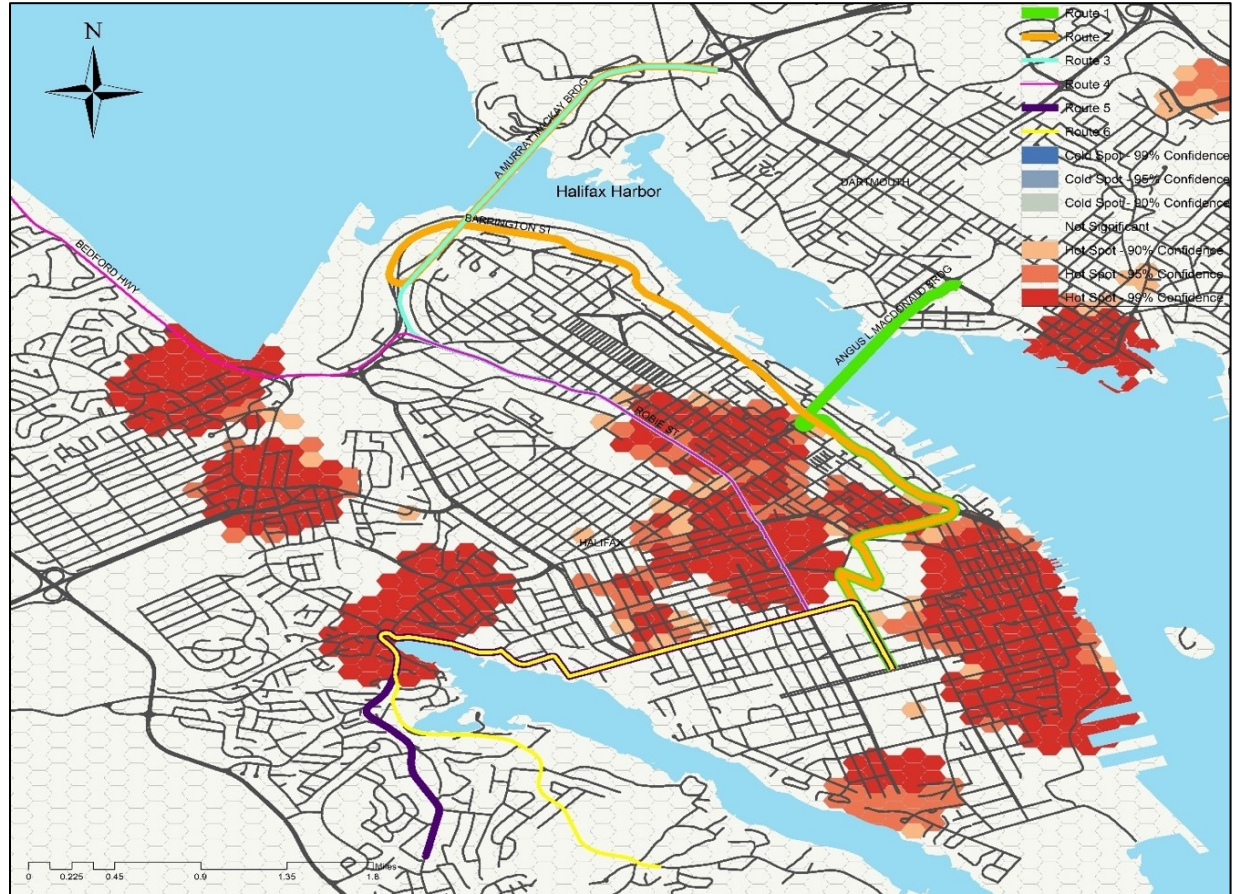 N
Route 1
Route 2
Route 3
Route 4
Route 5
Route 6
Cold Spot - 99% Confidence
Cold Spot - 95% Confidence
Cold Spot - 90% Confidence
Not Significant
Hot Spot - 90% Confidence
Hot Spot - 95% Confidence
Hot Spot - 99% Confidence
A MURRAY MACKAY BRDG
Halifax Harbor
DARTMOUTH
BARRINGTON ST
BEDFORD HWY
ANGUS L MACDONALD BRDG
ROBIE ST
HALIFAX
0 0.225 0.45 0.9 1.35 1.8 Miles